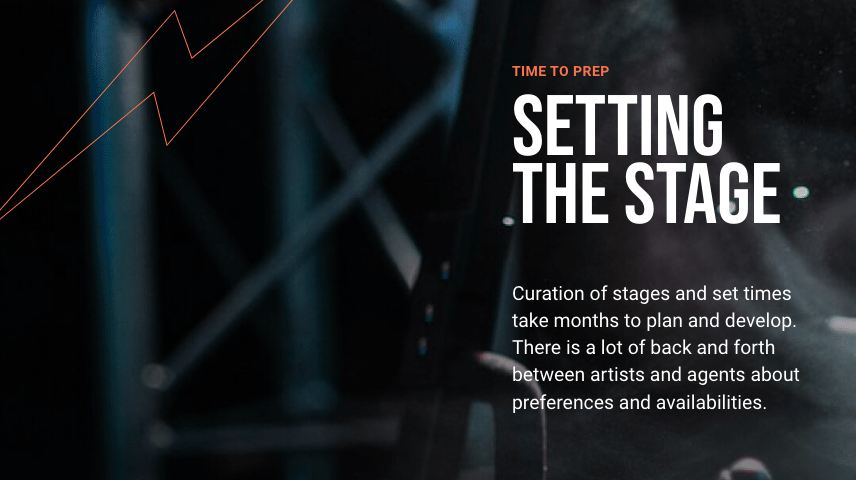 TIME TO PREP
SETTING
THE STAGE
Curation of stages and set times
take months to plan and develop.
There is a lot of back and forth
between artists and agents about
preferences and availabilities.